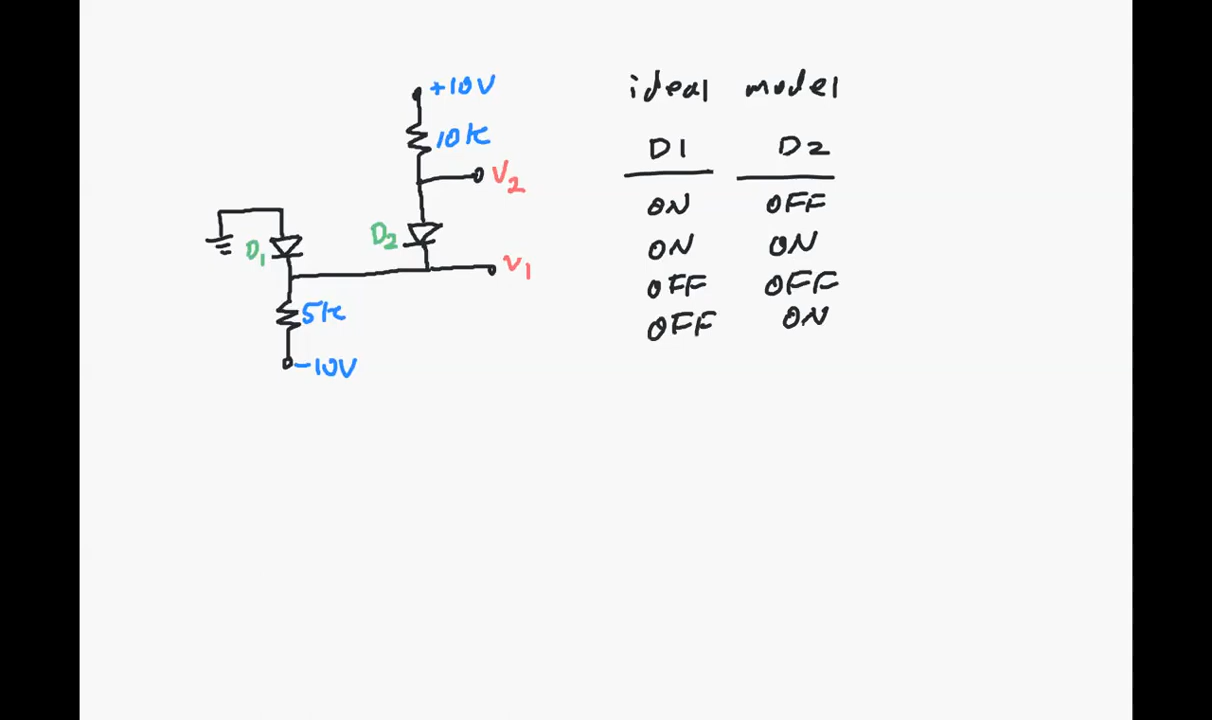 +10V
10k
V2
D2
D1
V1
5k
-10V
ideal model
D1 D2
ON OFF
ON ON
OFF OFF
OFF ON